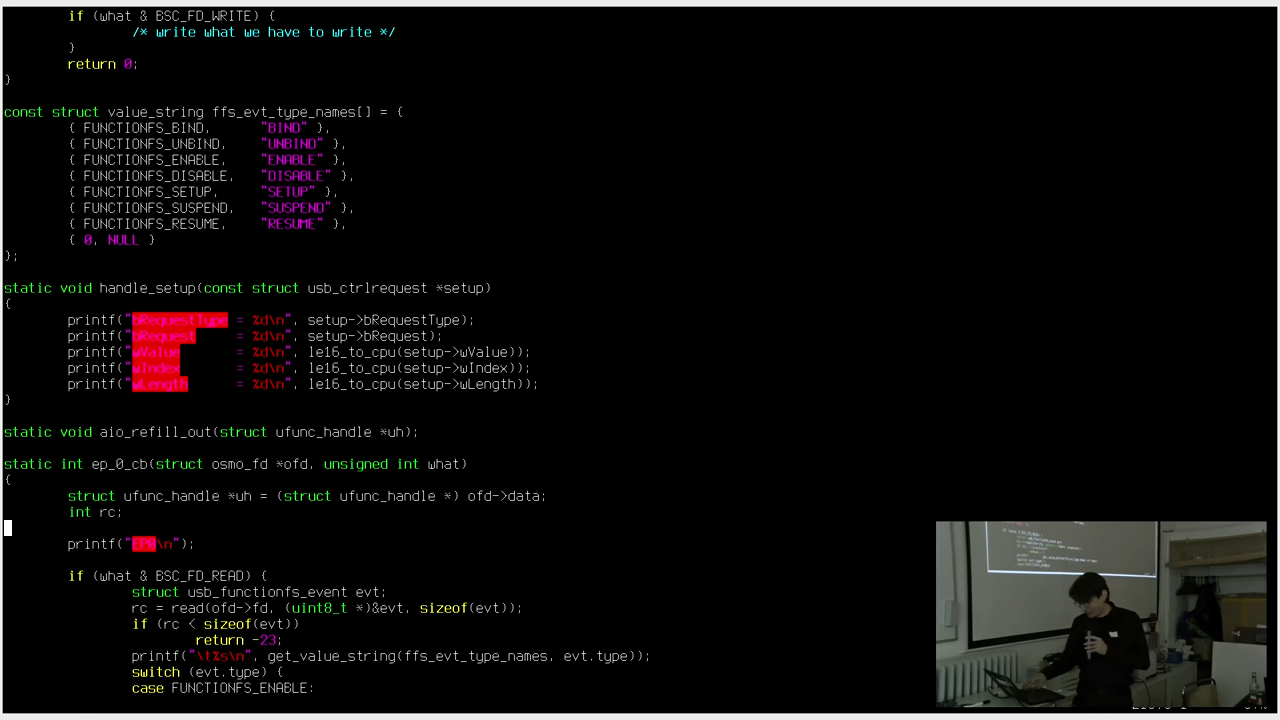 if (what & BSC_FD_WRITE) {
/* write what we have to write */
}
return 0;
}
const struct value_string ffs_evt_type_names[] = {
{ FUNCTIONFS_BIND, "BIND" },
{ FUNCTIONFS_UNBIND, "UNBIND" },
{ FUNCTIONFS_ENABLE, "ENABLE" },
{ FUNCTIONFS_DISABLE, "DISABLE" },
{ FUNCTIONFS_SETUP, "SETUP" },
{ FUNCTIONFS_SUSPEND, "SUSPEND" },
{ FUNCTIONFS_RESUME, "RESUME" },
{ 0, NULL }
};
static void handle_setup(const struct usb_ctrlrequest *setup)
{
printf("bRequestType = %d\n", setup->bRequestType);
printf("bRequest = %d\n", setup->bRequest);
printf("wValue = %d\n", le16_to_cpu(setup->wValue));
printf("wIndex = %d\n", le16_to_cpu(setup->wIndex));
printf("wLength = %d\n", le16_to_cpu(setup->wLength));
}
static void aio_refill_out(struct ufunc_handle *uh);
static int ep_0_cb(struct osmo_fd *ofd, unsigned int what)
{
struct ufunc_handle *uh = (struct ufunc_handle *) ofd->data;
int rc;
printf("EP0\n");
if (what & BSC_FD_READ) {
struct usb_functionfs_event evt;
rc = read(ofd->fd, (uint8_t *)&evt, sizeof(evt));
if (rc < sizeof(evt))
return -23;
printf("\t%s\n", get_value_string(ffs_evt_type_names, evt.type));
switch (evt.type) {
case FUNCTIONFS_ENABLE: